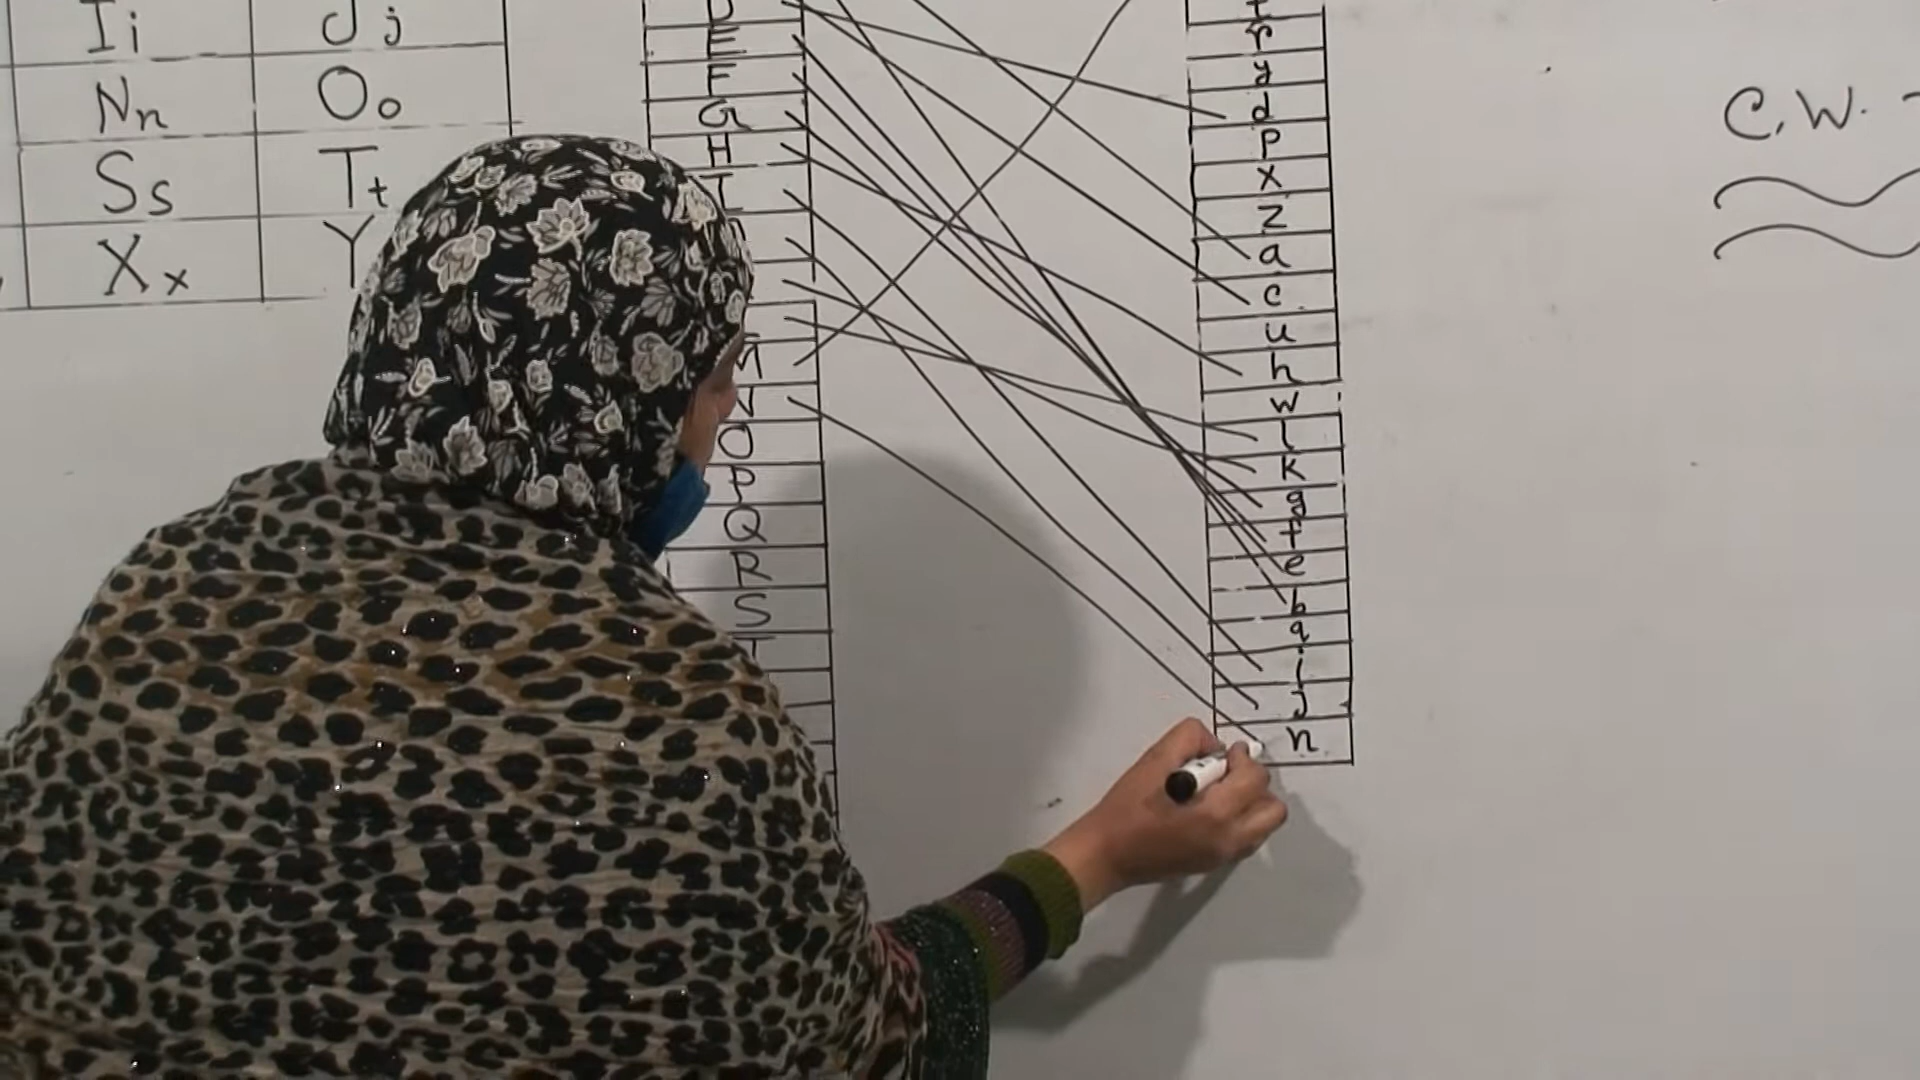 Ii Jj
Nn Oo
Ss Tt
Xx Y
D
E
F
G
H
I
M
N
O
P
Q
R
S
T
r
y
d
p
x
z
a
c
u
h
w
l
k
g
t
e
b
q
i
j
n
C.W.